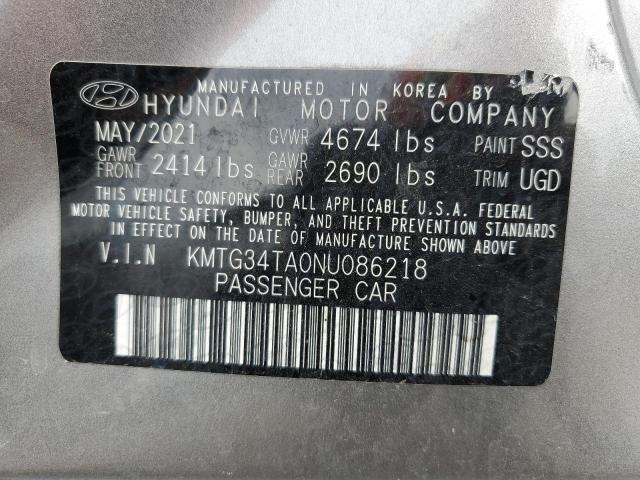 MANUFACTURED IN KOREA BY
HYUNDAI MOTOR COMPANY
MAY/2021 GVWR 4674 lbs PAINT SSS
GAWR FRONT 2414 lbs GAWR REAR 2690 lbs TRIM UGD
THIS VEHICLE CONFORMS TO ALL APPLICABLE U.S.A. FEDERAL
MOTOR VEHICLE SAFETY, BUMPER, AND THEFT PREVENTION STANDARDS
IN EFFECT ON THE DATE OF MANUFACTURE SHOWN ABOVE.
V.I.N KMTG34TA0NU086218
PASSENGER CAR